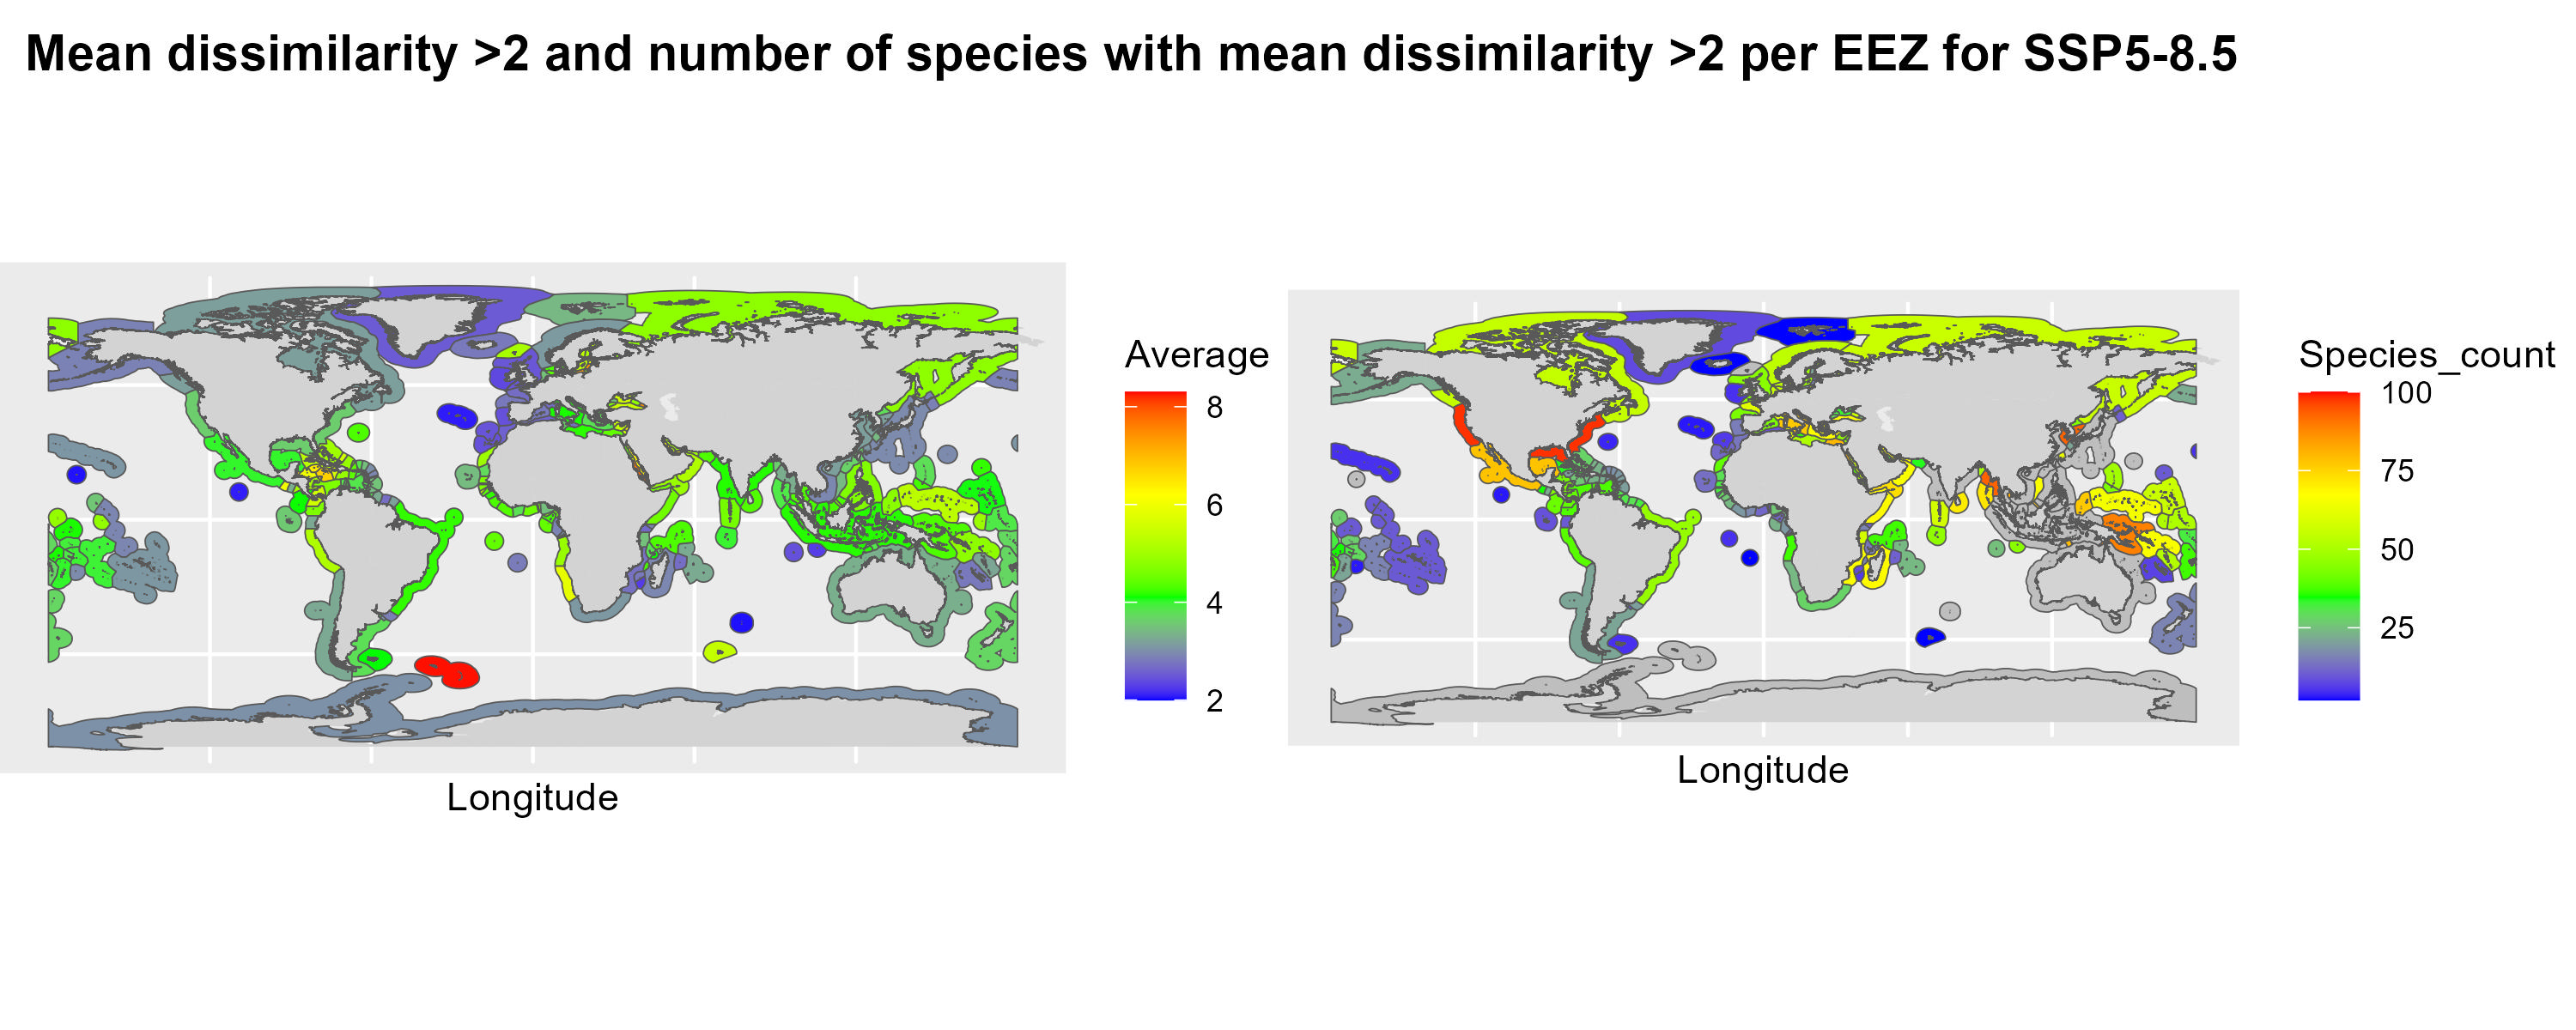 Mean dissimilarity >2 and number of species with mean dissimilarity >2 per EEZ for SSP5-8.5
Average
8
6
4
2
Longitude
Species_count
100
75
50
25
Longitude